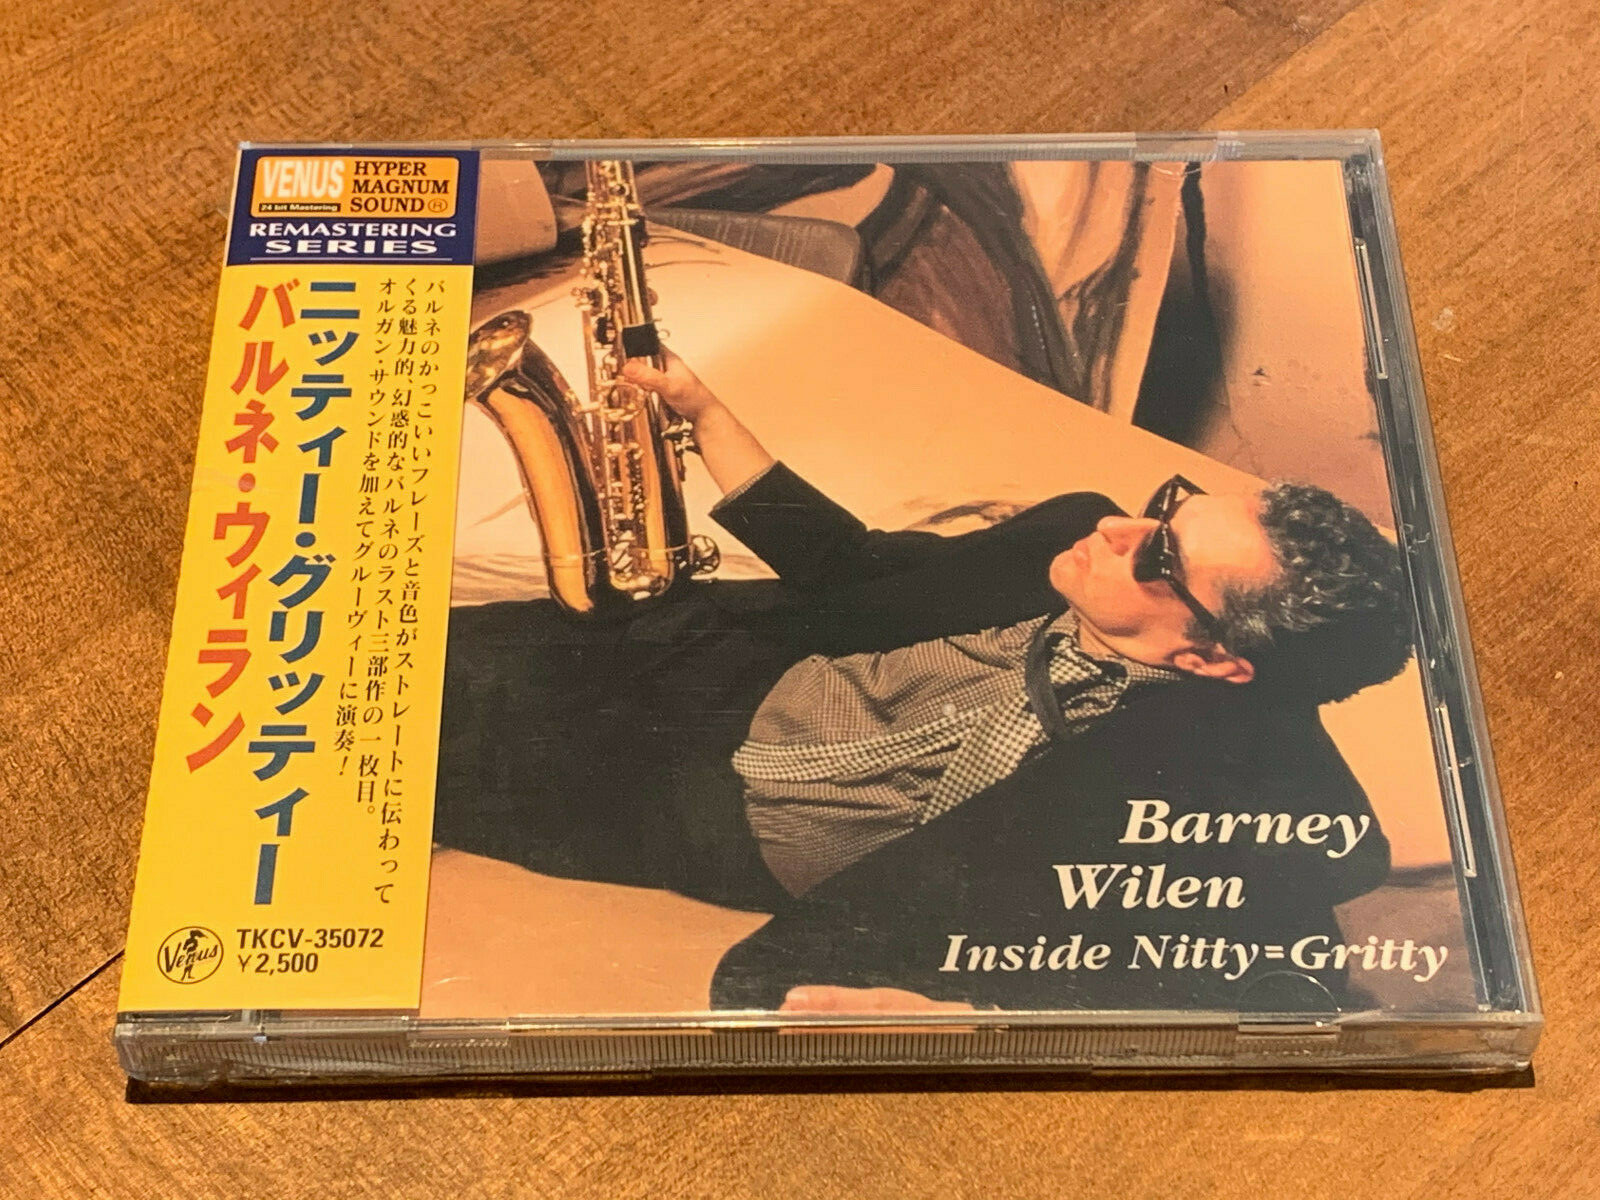 VENUS
24 bit Mastering
HYPER
MAGNUM
SOUND Ⓗ
REMASTERING
SERIES
バルネのかっこいいフレーズと音色がストレートに伝わって
くる魅力的、幻惑的なバルネのラスト三部作の一枚目。
オルガン・サウンドを加えてグルーヴィーに演奏!
ニッティー・グリッティー
バルネ・ウィラン
Venus
TKCV-35072
¥2,500
Barney
Wilen
Inside Nitty=Gritty